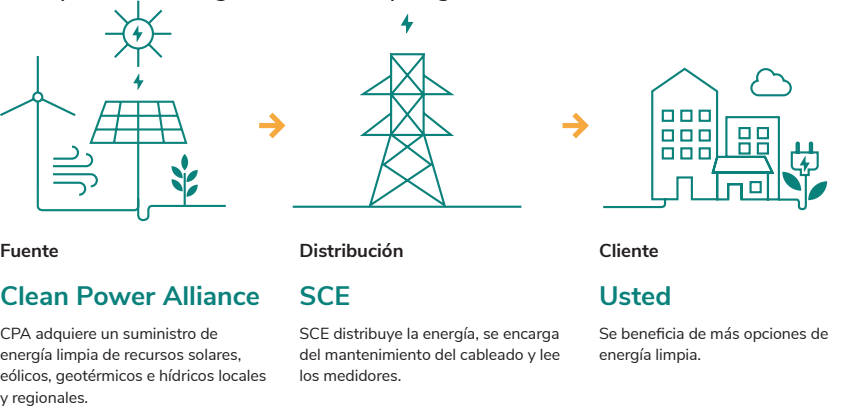 Fuente
Clean Power Alliance
CPA adquiere un suministro de
energía limpia de recursos solares,
eólicos, geotérmicos e hídricos locales
y regionales.
Distribución
SCE
SCE distribuye la energía, se encarga
del mantenimiento del cableado y lee
los medidores.
Cliente
Usted
Se beneficia de más opciones de
energía limpia.